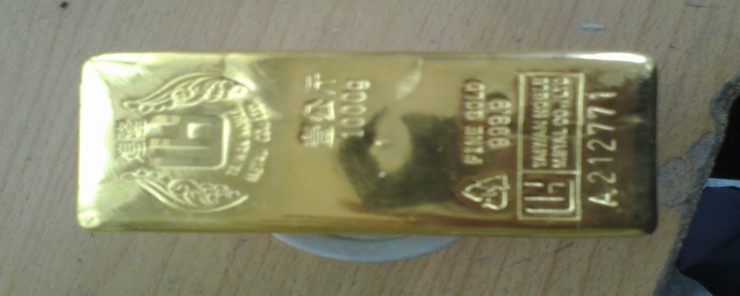 壹公斤
1000g
FINE GOLD
999.9
TAIWAN NOBLE
METAL CO., LTD.
A212771